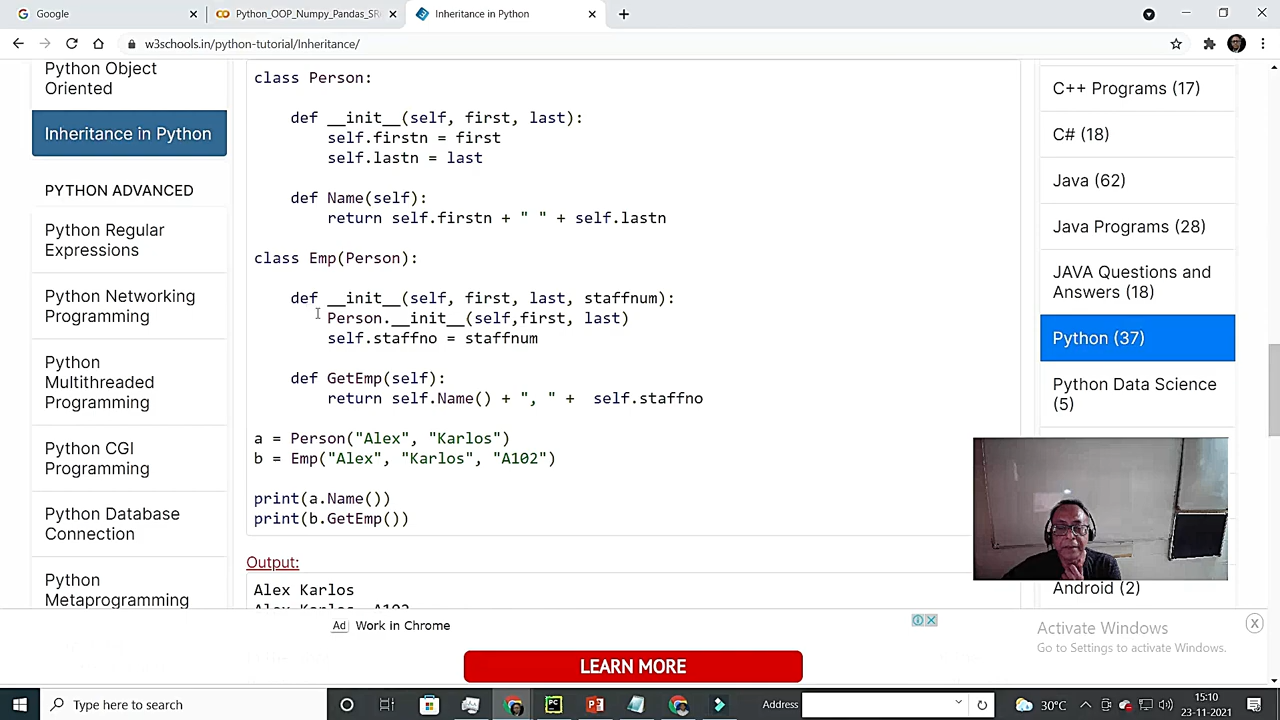 Google
Python_OOP_Numpy_Pandas_SR
Inheritance in Python
w3schools.in/python-tutorial/Inheritance/
Python Object
Oriented
Inheritance in Python
PYTHON ADVANCED
Python Regular
Expressions
Python Networking
Programming
Python
Multithreaded
Programming
Python CGI
Programming
Python Database
Connection
Python
Metaprogramming
class Person:
def __init__(self, first, last):
self.firstn = first
self.lastn = last
def Name(self):
return self.firstn + " " + self.lastn
class Emp(Person):
def __init__(self, first, last, staffnum):
Person.__init__(self,first, last)
self.staffno = staffnum
def GetEmp(self):
return self.Name() + ", " +  self.staffno
a = Person("Alex", "Karlos")
b = Emp("Alex", "Karlos", "A102")
print(a.Name())
print(b.GetEmp())
Output:
Alex Karlos
Alex Karlos, A102
C++ Programs (17)
C# (18)
Java (62)
Java Programs (28)
JAVA Questions and
Answers (18)
Python (37)
Python Data Science
(5)
Android (2)
Ad Work in Chrome
LEARN MORE
Activate Windows
Go to Settings to activate Windows.
Type here to search
Address
30°C
15:10
23-11-2021